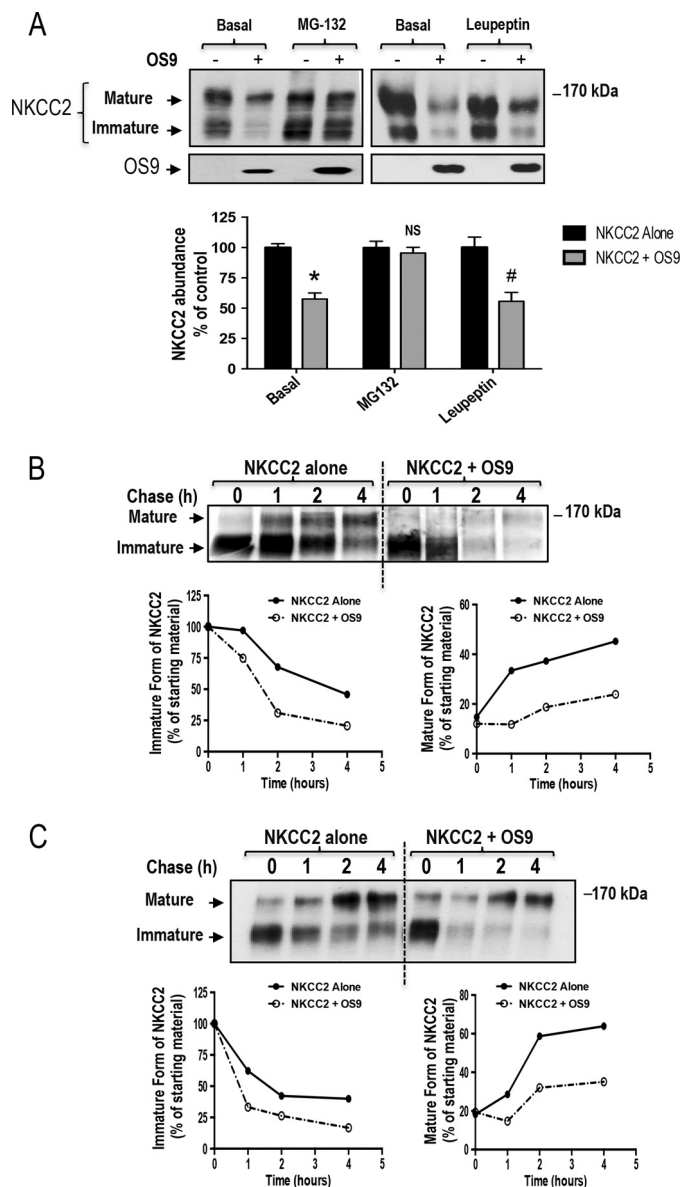 A
Basal MG-132 Basal Leupeptin
OS9 - + - + - + - +
NKCC2
Mature
Immature
–170 kDa
OS9
NKCC2 abundance
% of control
125
100
75
50
25
0
*
NS
#
Basal
MG132
Leupeptin
NKCC2 Alone
NKCC2 + OS9
B
NKCC2 alone NKCC2 + OS9
Chase (h) 0 1 2 4 0 1 2 4
Mature
Immature
– 170 kDa
Immature Form of NKCC2
(% of starting material)
125
100
75
50
25
0
0 1 2 3 4 5
Time (hours)
NKCC2 Alone
NKCC2 + OS9
Mature Form of NKCC2
(% of starting material)
60
40
20
0
0 1 2 3 4 5
Time (hours)
NKCC2 Alone
NKCC2 + OS9
C
NKCC2 alone NKCC2 + OS9
Chase (h) 0 1 2 4 0 1 2 4
Mature
Immature
–170 kDa
Immature Form of NKCC2
(% of starting material)
125
100
75
50
25
0
0 1 2 3 4 5
Time (hours)
NKCC2 Alone
NKCC2 + OS9
Mature Form of NKCC2
(% of starting material)
80
60
40
20
0
0 1 2 3 4 5
Time (hours)
NKCC2 Alone
NKCC2 + OS9